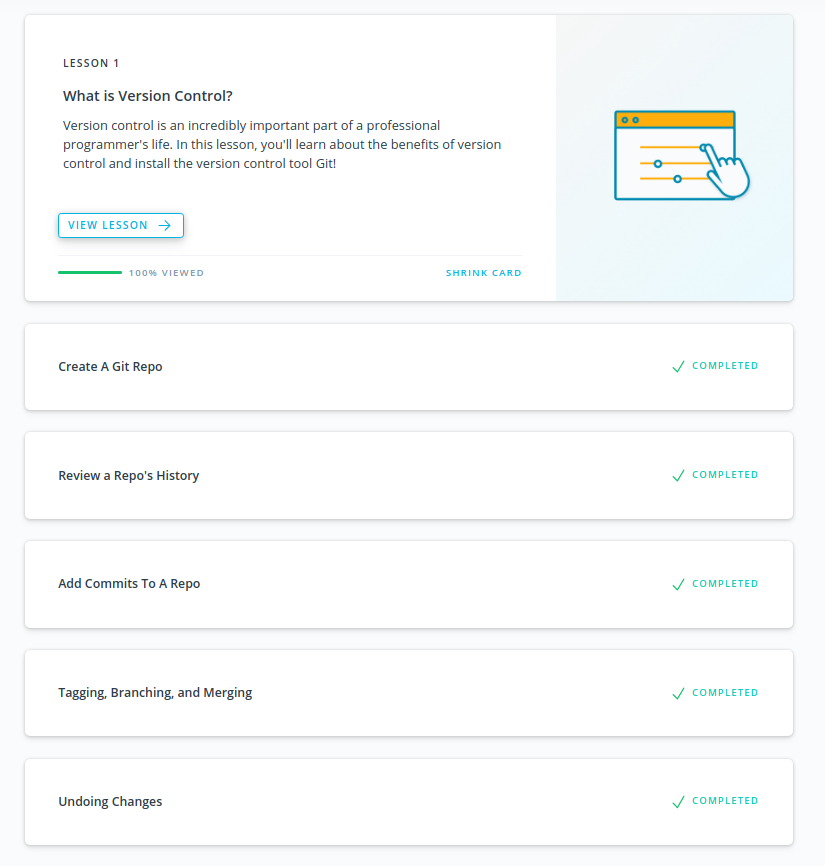 LESSON 1
What is Version Control?
Version control is an incredibly important part of a professional
programmer's life. In this lesson, you'll learn about the benefits of version
control and install the version control tool Git!
VIEW LESSON
100% VIEWED SHRINK CARD
Create A Git Repo COMPLETED
Review a Repo's History COMPLETED
Add Commits To A Repo COMPLETED
Tagging, Branching, and Merging COMPLETED
Undoing Changes COMPLETED